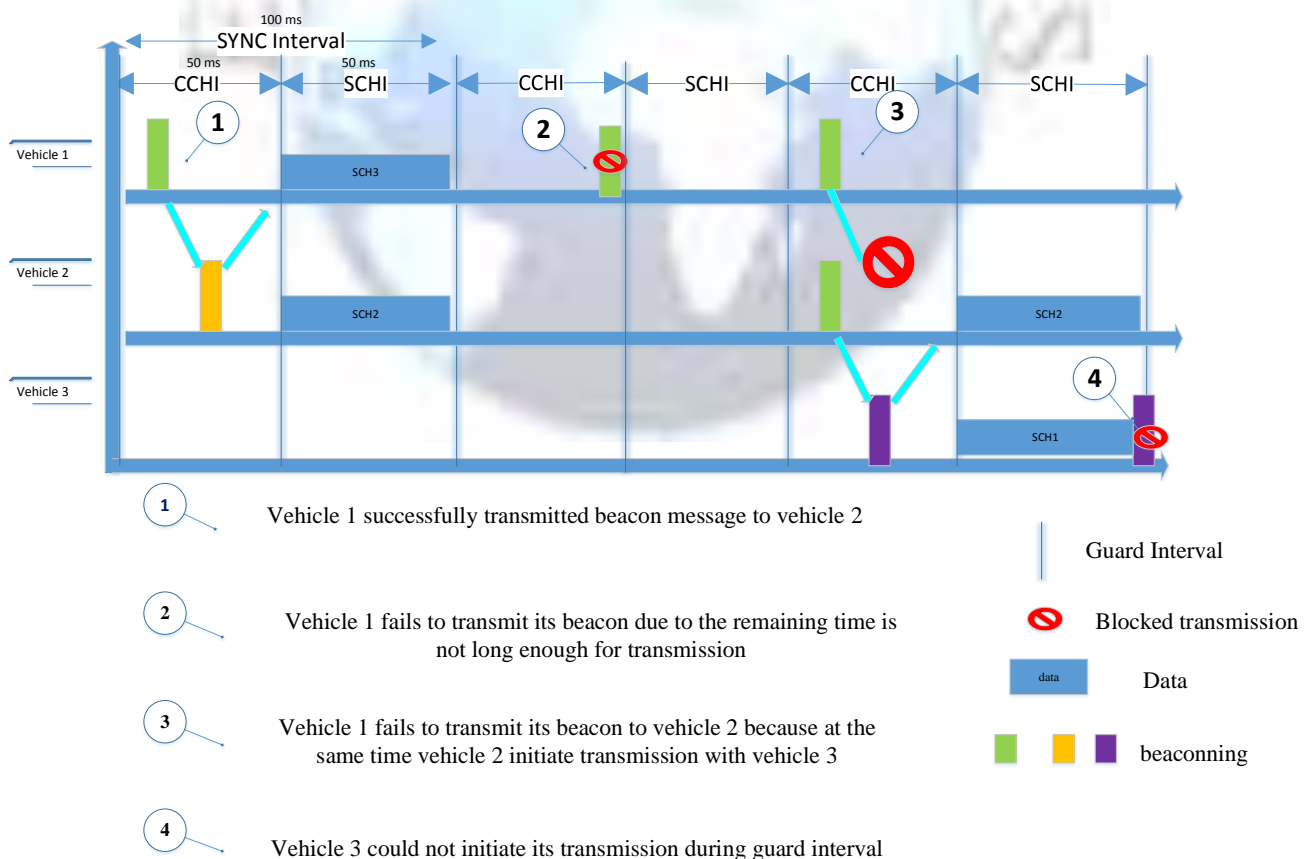 100 ms
SYNC Interval
50 ms 50 ms
CCHI SCHI CCHI SCHI CCHI SCHI
1 2 3
Vehicle 1
SCH3
Vehicle 2
SCH2 SCH2
Vehicle 3
4
SCH1
1 Vehicle 1 successfully transmitted beacon message to vehicle 2
2 Vehicle 1 fails to transmit its beacon due to the remaining time is
not long enough for transmission
3 Vehicle 1 fails to transmit its beacon to vehicle 2 because at the
same time vehicle 2 initiate transmission with vehicle 3
4 Vehicle 3 could not initiate its transmission during guard interval
Guard Interval
Blocked transmission
data Data
beaconning